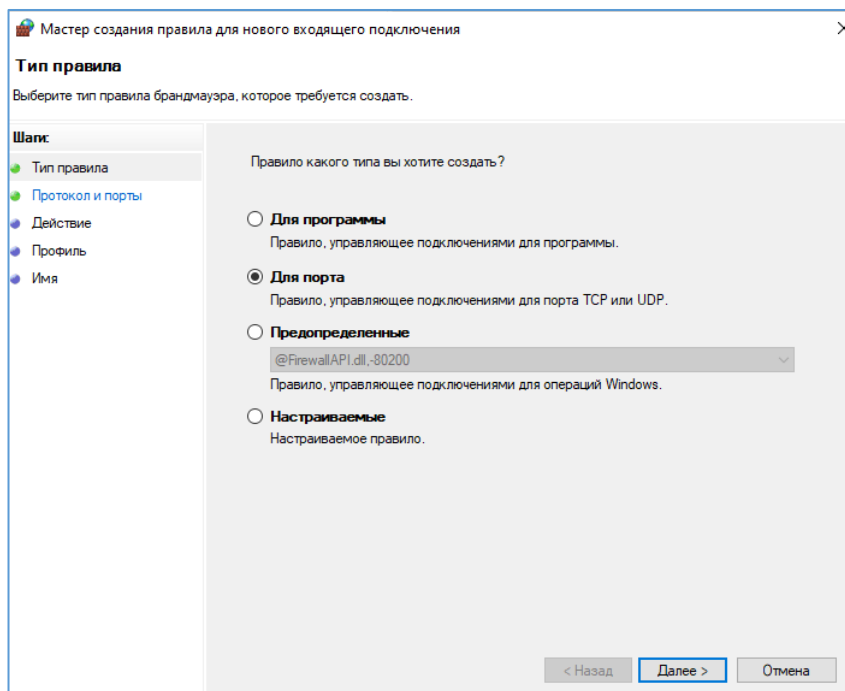 Мастер создания правила для нового входящего подключения
Тип правила
Выберите тип правила брандмауэра, которое требуется создать.
Шаги:
Тип правила
Протокол и порты
Действие
Профиль
Имя
Правило какого типа вы хотите создать?
Для программы
Правило, управляющее подключениями для программы.
Для порта
Правило, управляющее подключениями для порта TCP или UDP.
Предопределенные
@FirewallAPI.dll,-80200
Правило, управляющее подключениями для операций Windows.
Настраиваемые
Настраиваемое правило.
< Назад
Далее >
Отмена